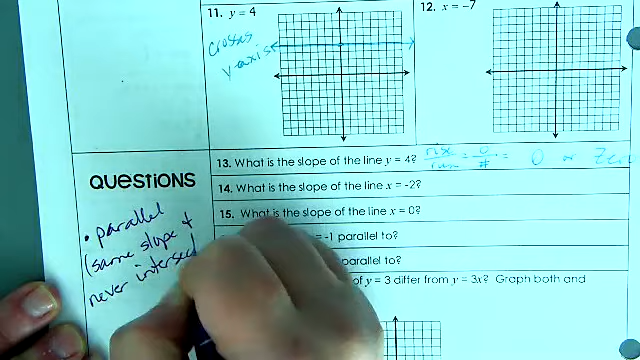 11. y = 4
12. x = -7
crosses
y-axis
13. What is the slope of the line y = 4? rise/run = 0/# = 0 or Zero
QUESTIONS
14. What is the slope of the line x = -2?
15. What is the slope of the line x = 0?
• parallel
(same slope +
never intersect
= -1 parallel to?
parallel to?
of y = 3 differ from y = 3x? Graph both and